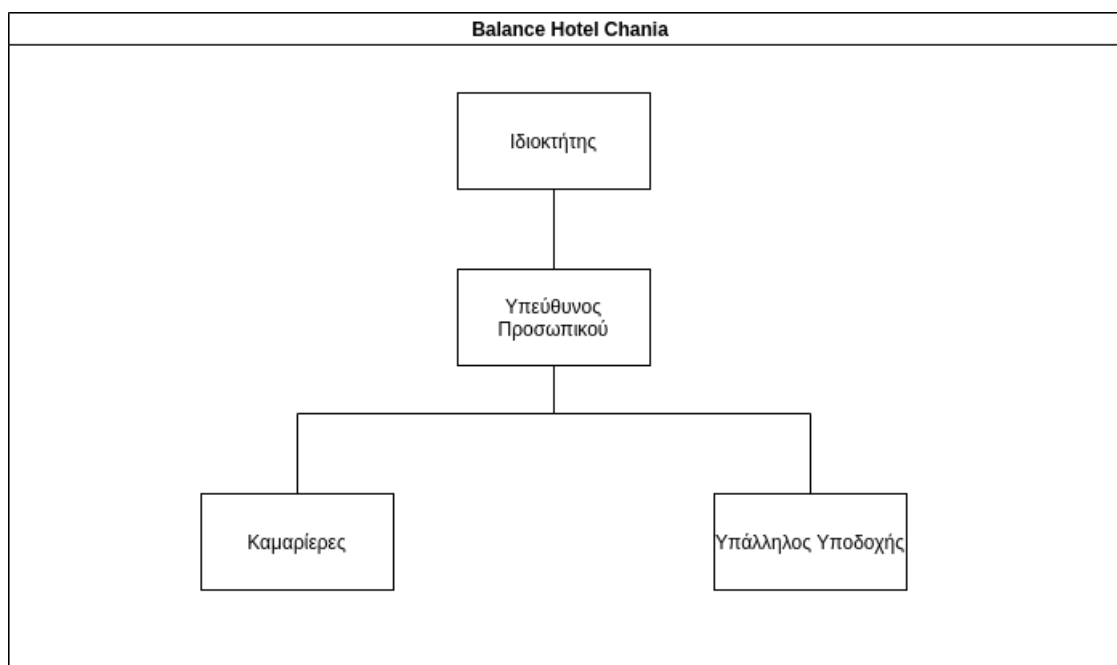 Balance Hotel Chania
Ιδιοκτήτης
Υπεύθυνος
Προσωπικού
Καμαρίερες
Υπάλληλος Υποδοχής